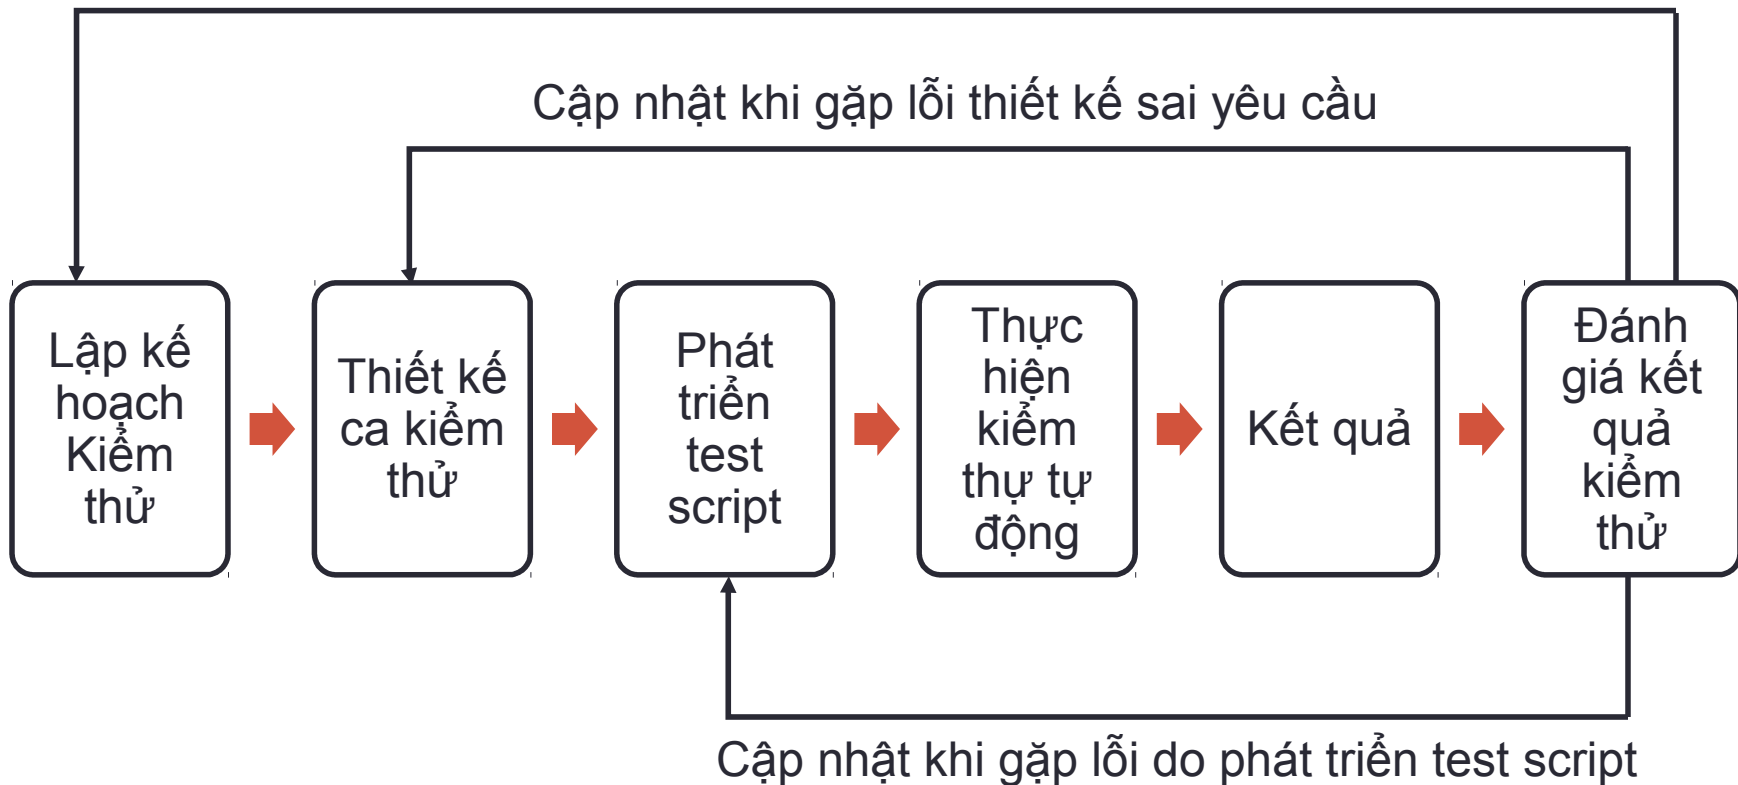 Cập nhật khi gặp lỗi thiết kế sai yêu cầu
Lập kế
hoạch
Kiểm
thử
Thiết kế
ca kiểm
thử
Phát
triển
test
script
Thực
hiện
kiểm
thự tự
động
Kết quả
Đánh
giá kết
quả
kiểm
thử
Cập nhật khi gặp lỗi do phát triển test script